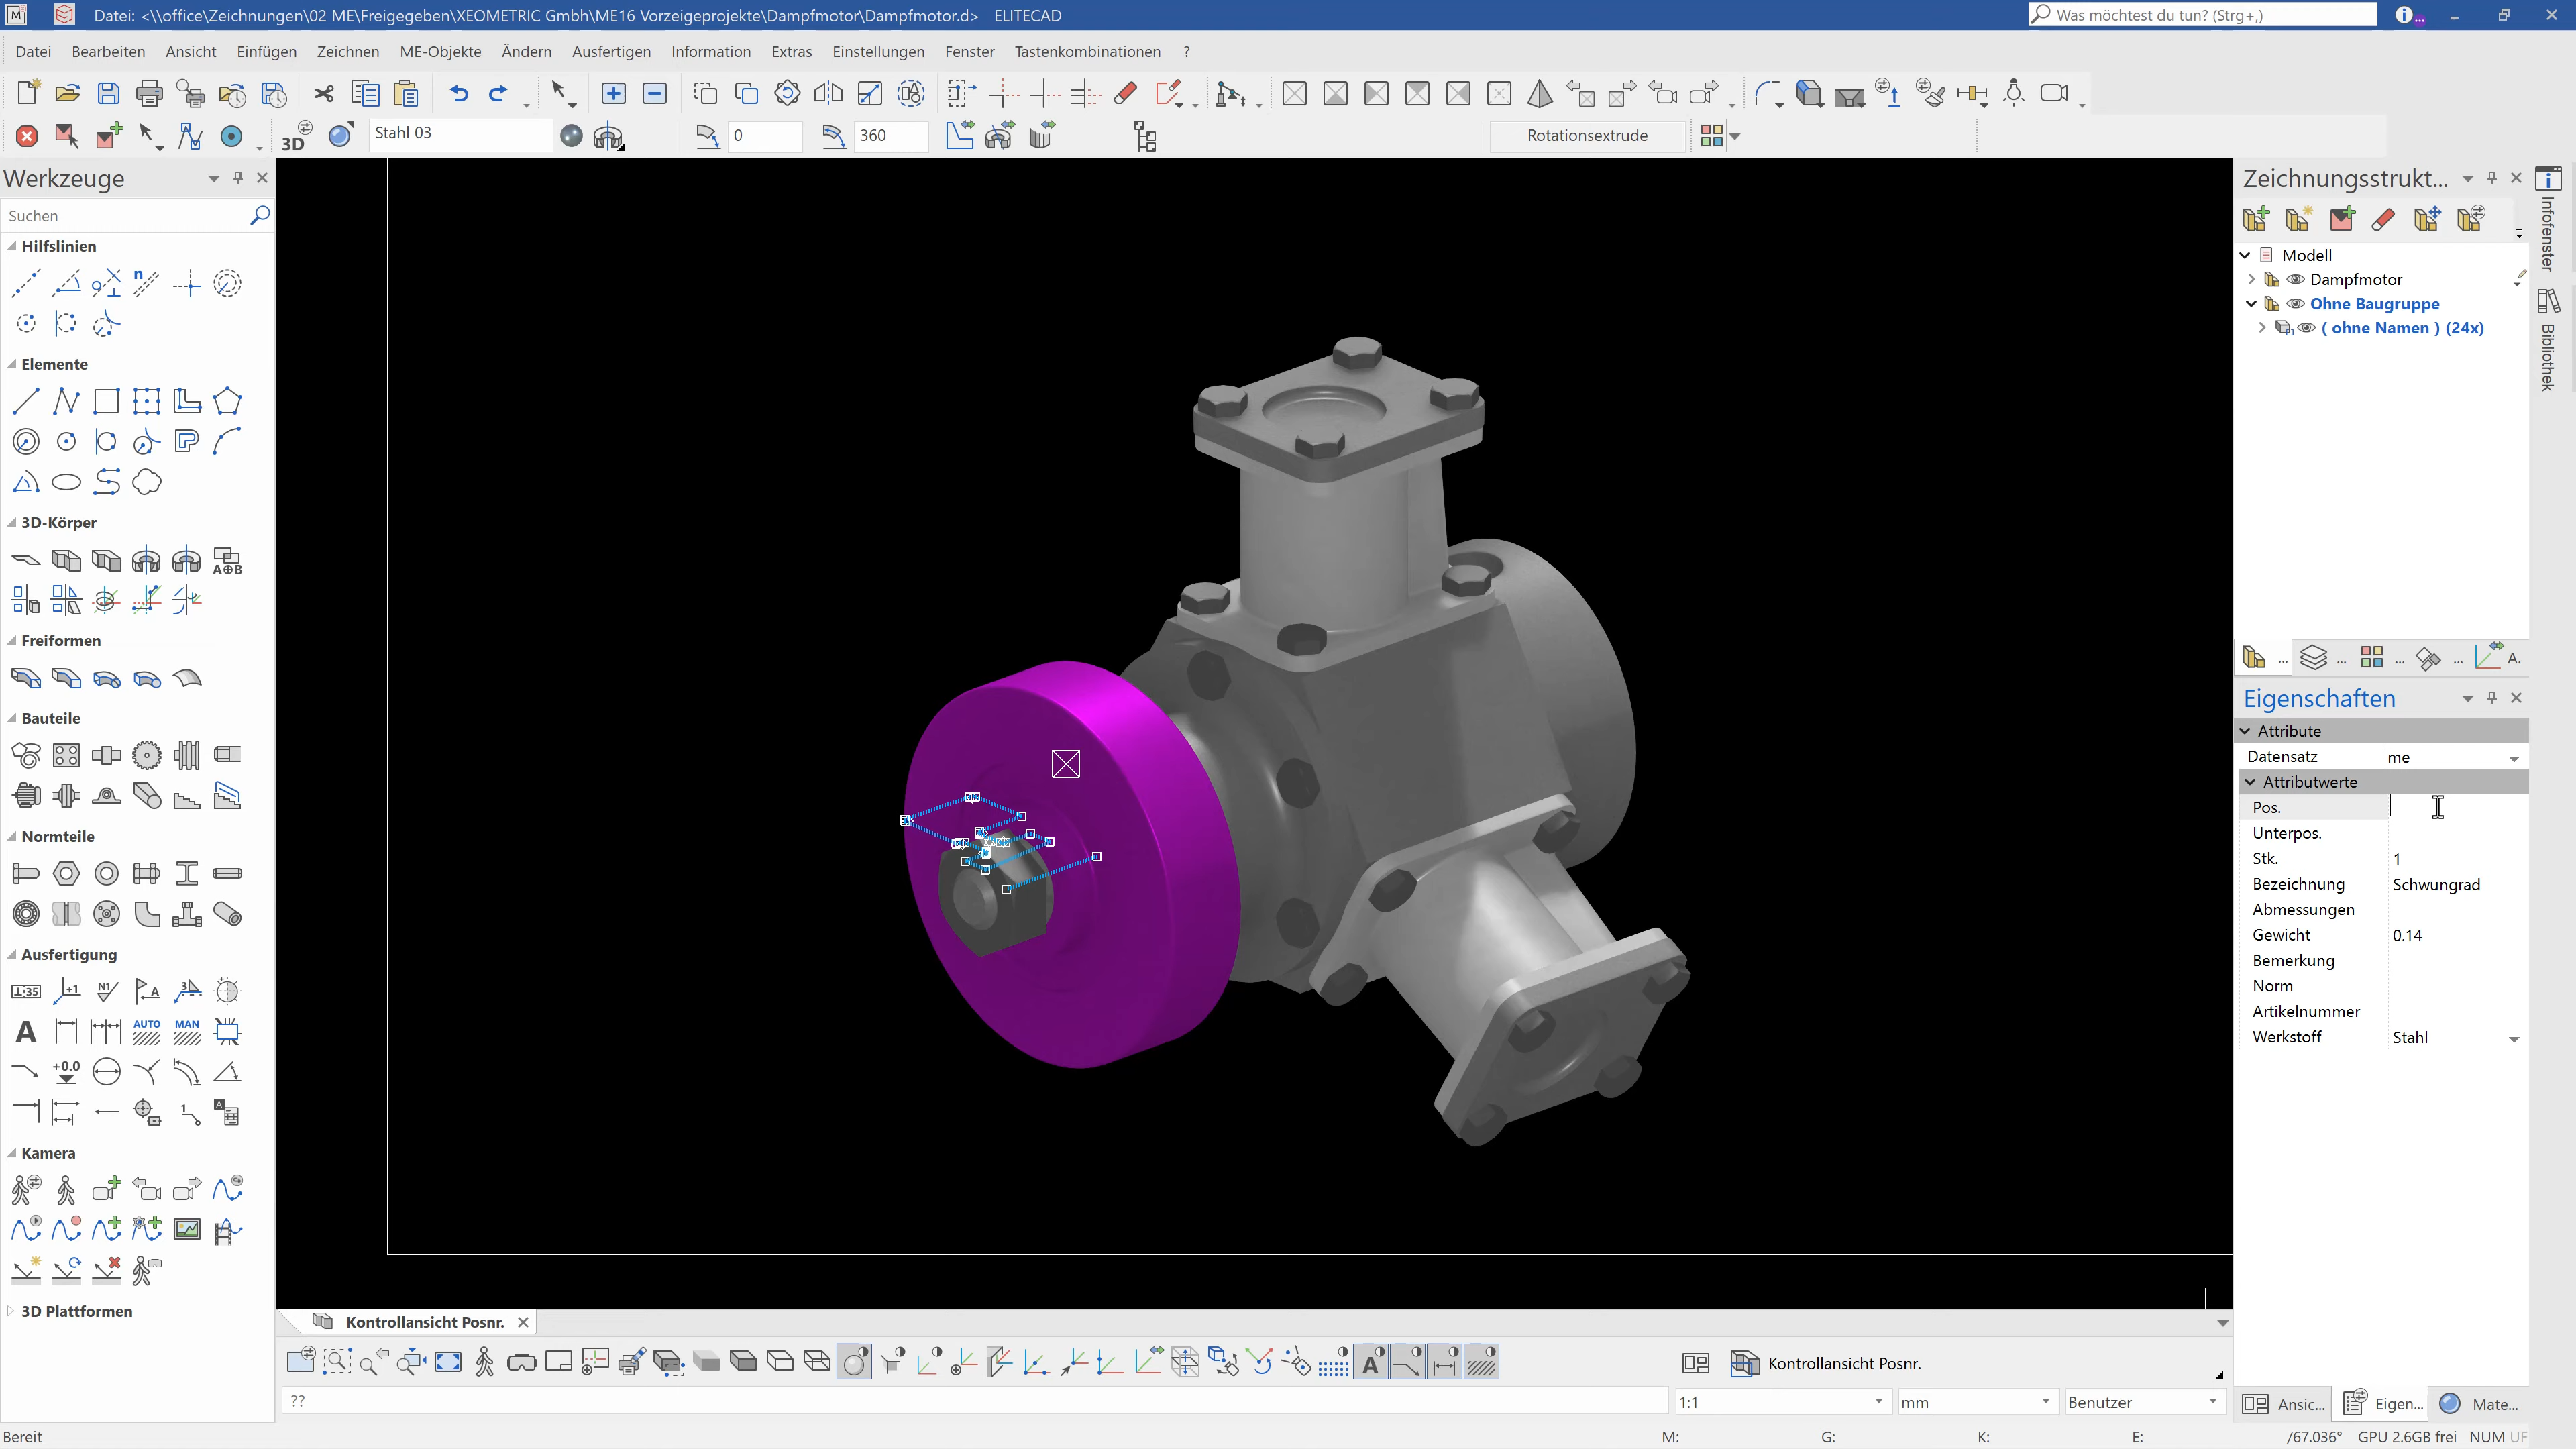 Datei: <\\office\Zeichnungen\02 ME\Freigegeben\XEOMETRIC Gmbh\ME16 Vorzeigeprojekte\Dampfmotor\Dampfmotor.d> ELITECAD
Was möchtest du tun? (Strg+,)
Datei Bearbeiten Ansicht Einfügen Zeichnen ME-Objekte Ändern Ausfertigen Information Extras Einstellungen Fenster Tastenkombinationen ?
3D Stahl 03 0 360 Rotationsextrude
Werkzeuge
Suchen
Hilfslinien
n
Elemente
3D-Körper
A⊕B
Freiformen
Bauteile
Normteile
Ausfertigung
AUTO MAN
+0.0
Kamera
3D Plattformen
Zeichnungsstrukt...
Modell
Dampfmotor
Ohne Baugruppe
( ohne Namen ) (24x)
... ... ... ... A.
Infofenster
Bibliothek
Eigenschaften
Attribute
Datensatz me
Attributwerte
Pos.
Unterpos.
Stk. 1
Bezeichnung Schwungrad
Abmessungen
Gewicht 0.14
Bemerkung
Norm
Artikelnummer
Werkstoff Stahl
Kontrollansicht Posnr.
Kontrollansicht Posnr.
?? 1:1 mm Benutzer
Ansic... Eigen... Mate...
Bereit M: G: K: E: /67.036° GPU 2.6GB frei NUM UF